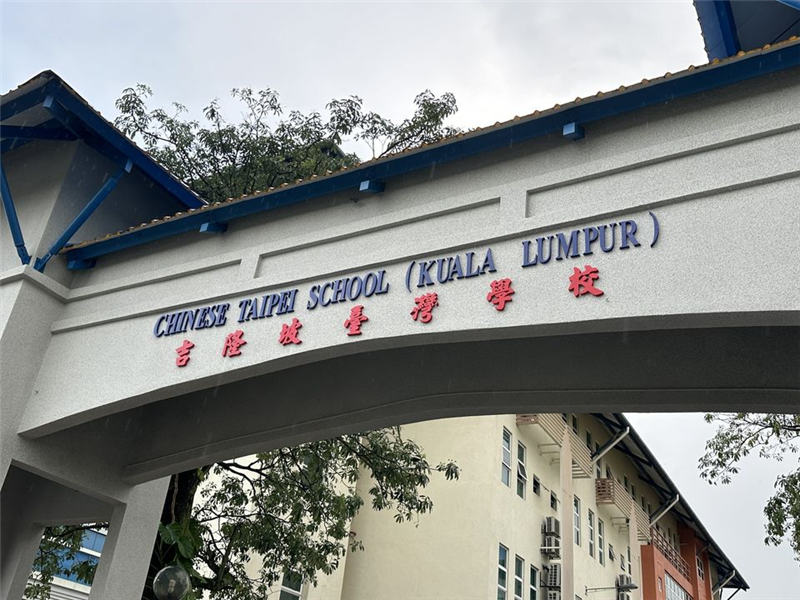 CHINESE TAIPEI SCHOOL (KUALA LUMPUR)
吉隆坡臺灣學校